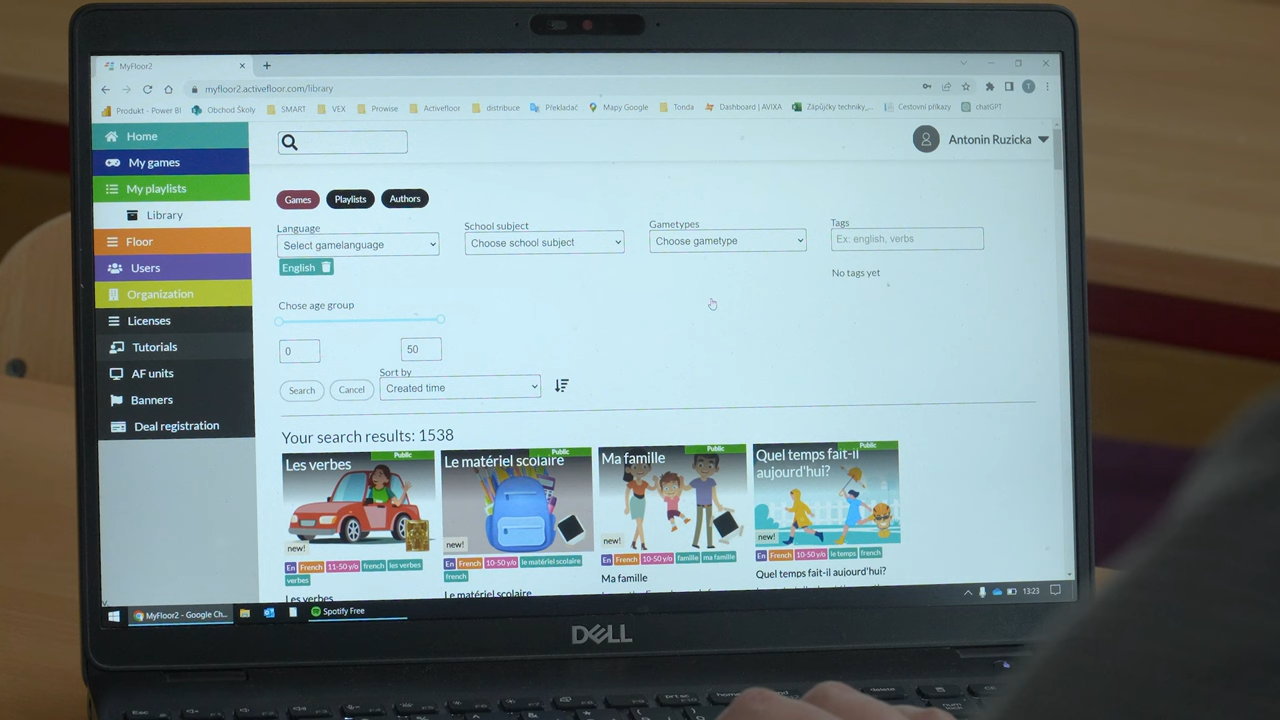 MyFloor2
myfloor2.activefloor.com/library
Produkt - Power BI Obchod Školy SMART VEX Prowise Activefloor distribuce Překladač Mapy Google Tonda Dashboard | AVIXA Zápůjčky techniky_... Cestovní příkazy chatGPT
Home
My games
My playlists
Library
Floor
Users
Organization
Licenses
Tutorials
AF units
Banners
Deal registration
Antonin Ruzicka
Games Playlists Authors
Language School subject Gametypes Tags
Select gamelanguage Choose school subject Choose gametype Ex: english, verbs
English No tags yet
Chose age group
0 50
Sort by
Search Cancel Created time
Your search results: 1538
Public Public Public Public
Les verbes Le matériel scolaire Ma famille Quel temps fait-il
aujourd'hui?
new! new! new! new!
En French 11-50 y/o french les verbes
verbes
En French 10-50 y/o le matériel scolaire
french
En French 10-50 y/o famille ma famille
En French 10-50 y/o le temps french
Les verbes Le matériel scolaire Ma famille Quel temps fait-il aujourd'hui?
MyFloor2 - Google Ch... Spotify Free 13:23
DELL